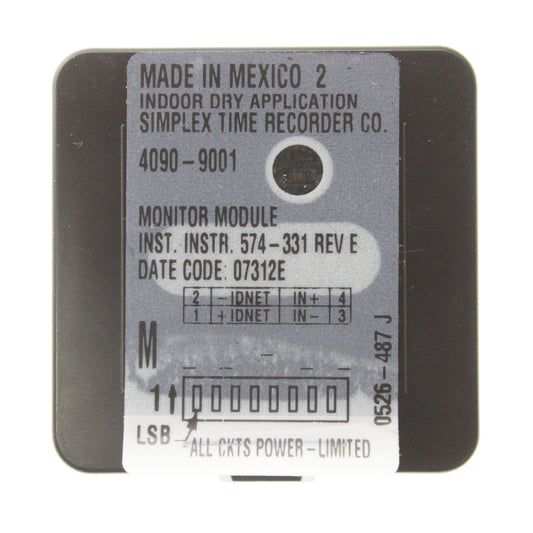 MADE IN MEXICO 2
INDOOR DRY APPLICATION
SIMPLEX TIME RECORDER CO.
4090-9001
MONITOR MODULE
INST. INSTR. 574-331 REV E
DATE CODE: 07312E
2 -IDNET IN+ 4
1 +IDNET IN- 3
M
1
LSB
ALL CKTS POWER-LIMITED
0526-487 J